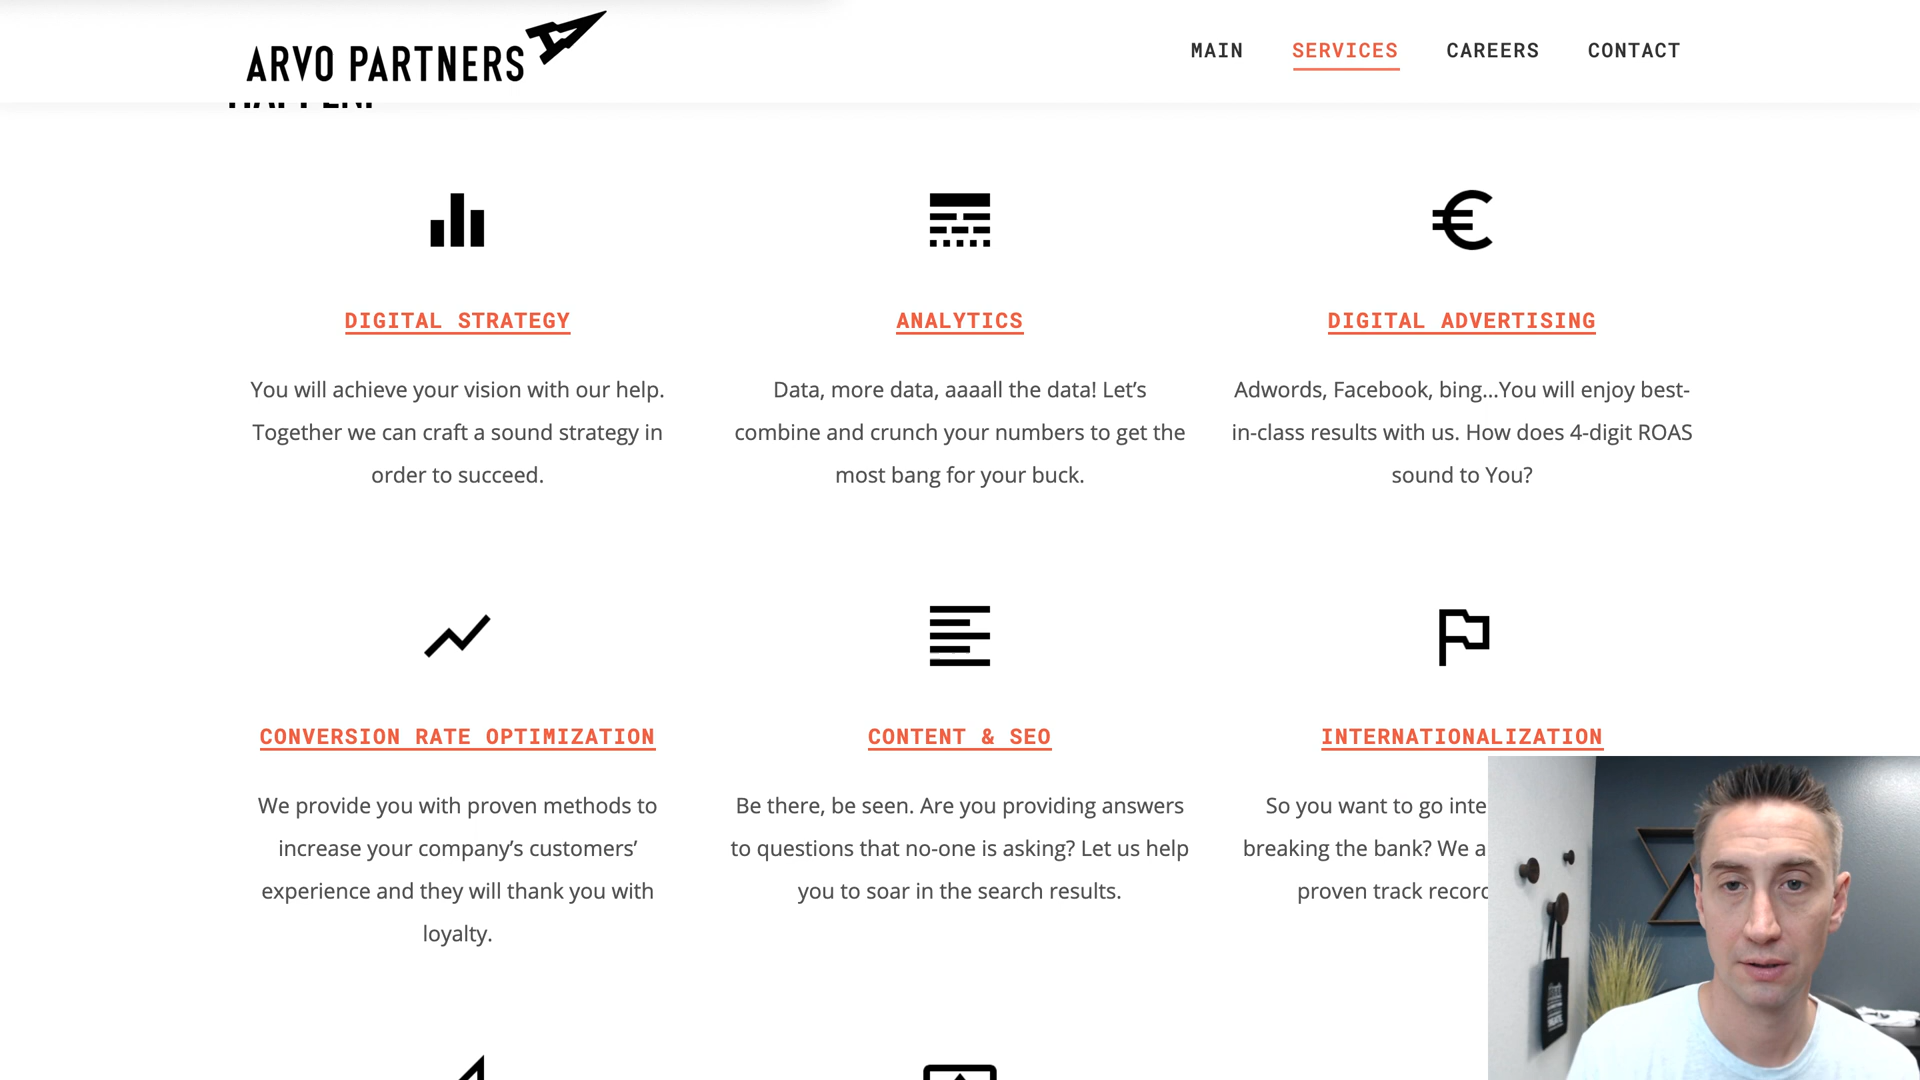 ARVO PARTNERS
MAIN
SERVICES
CAREERS
CONTACT
DIGITAL STRATEGY
You will achieve your vision with our help.
Together we can craft a sound strategy in
order to succeed.
ANALYTICS
Data, more data, aaaall the data! Let’s
combine and crunch your numbers to get the
most bang for your buck.
DIGITAL ADVERTISING
Adwords, Facebook, bing…You will enjoy best-
in-class results with us. How does 4-digit ROAS
sound to You?
CONVERSION RATE OPTIMIZATION
We provide you with proven methods to
increase your company’s customers’
experience and they will thank you with
loyalty.
CONTENT & SEO
Be there, be seen. Are you providing answers
to questions that no-one is asking? Let us help
you to soar in the search results.
INTERNATIONALIZATION
So you want to go
breaking the bank? We
proven track